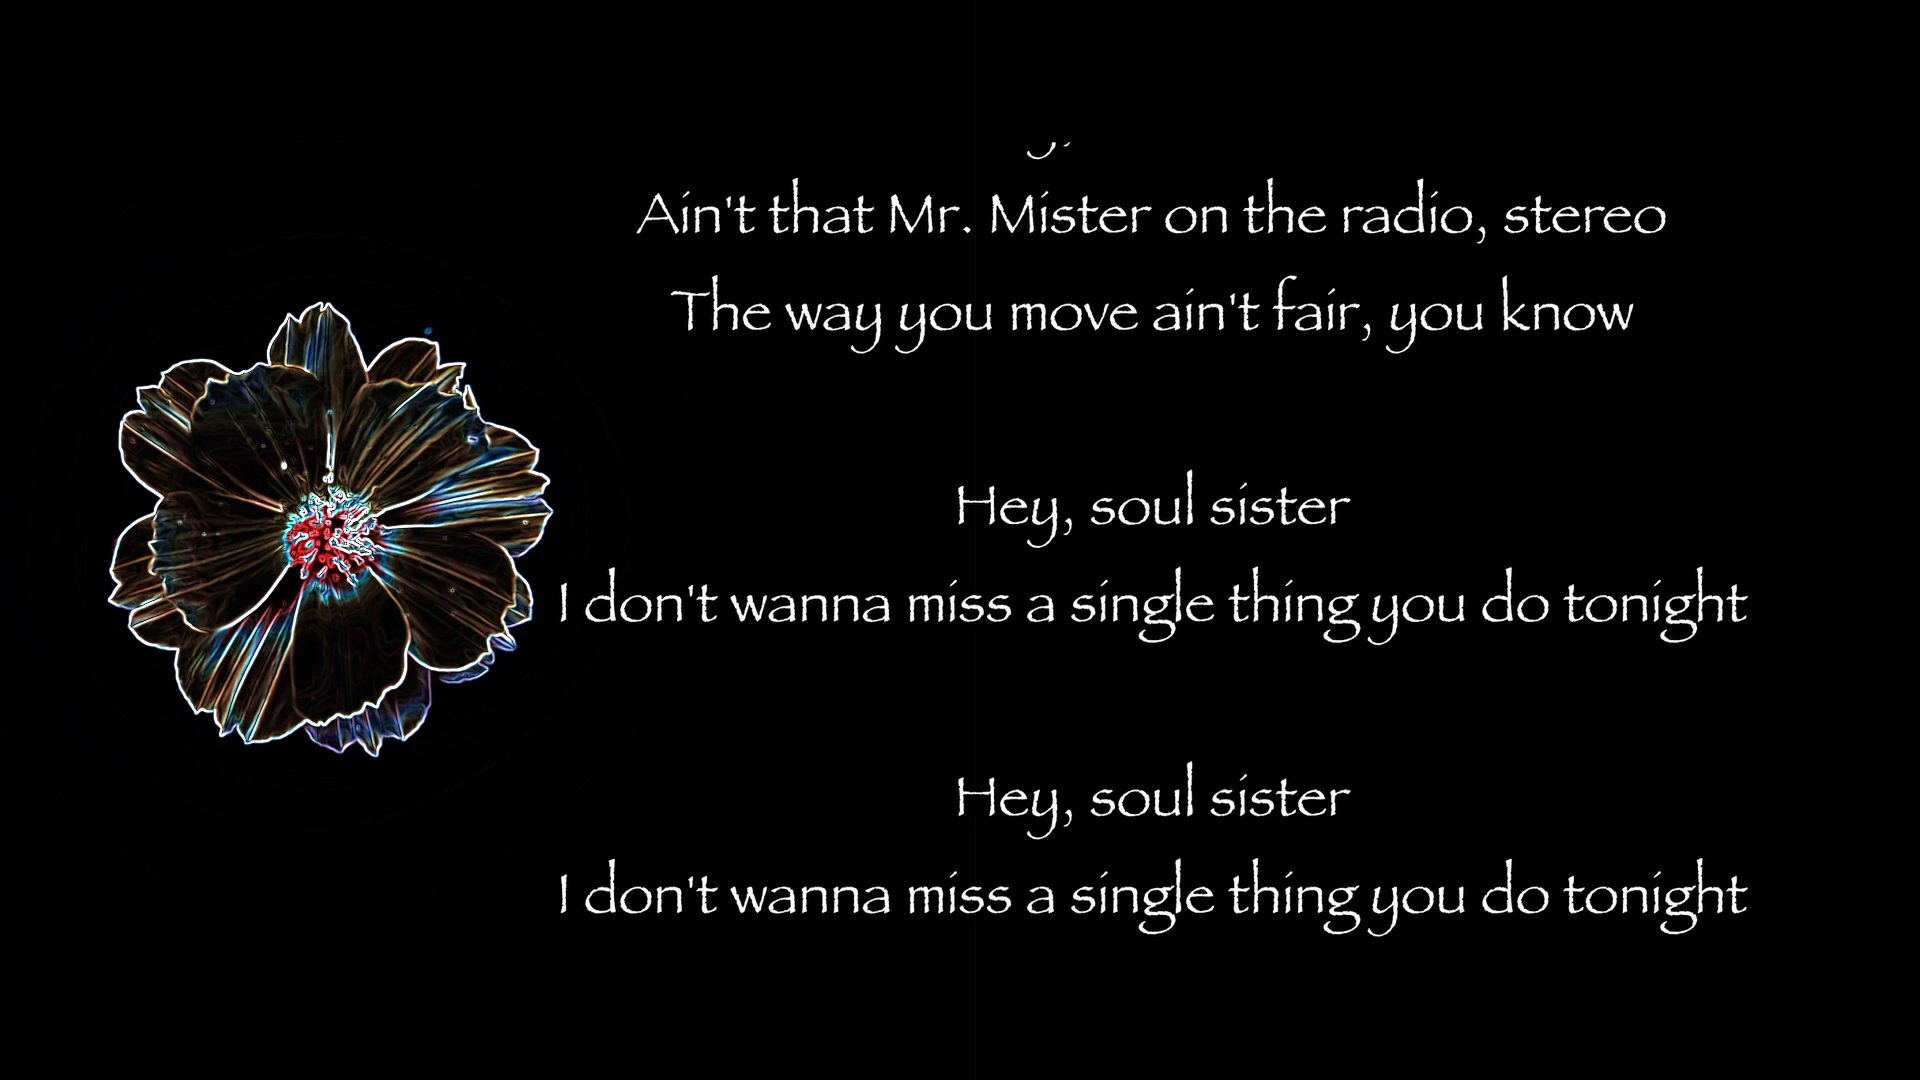 Ain't that Mr. Mister on the radio, stereo
The way you move ain't fair, you know
Hey, soul sister
I don't wanna miss a single thing you do tonight
Hey, soul sister
I don't wanna miss a single thing you do tonight